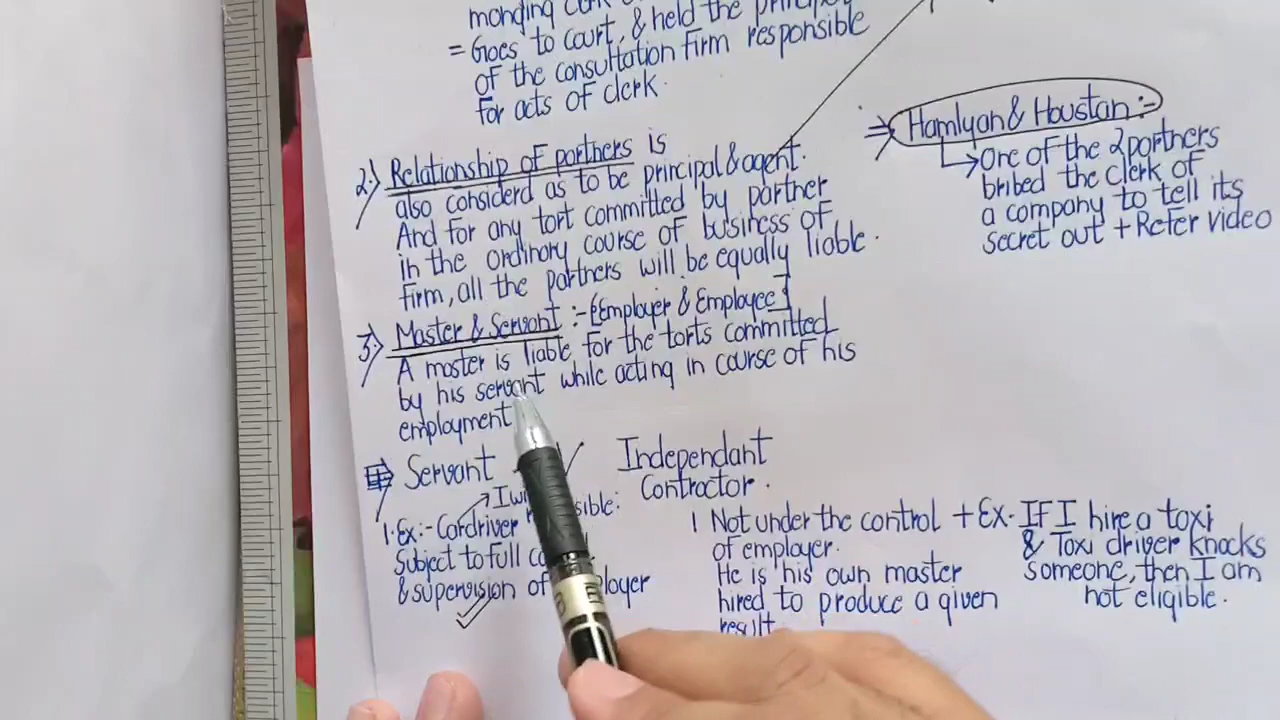 = Goes to court, & held the
of the consultation firm responsible
for acts of clerk.
2.) Relationship of partners is
also considerd as to be principal & agent.
And for any tort committed by partner
in the ordinary course of business of
firm, all the partners will be equally liable.
3.) Master & Servant :- [Employer & Employee]
A master is liable for the torts committed
by his servant while acting in course of his
employment
Servant
1. Ex:- Cardriver
Subject to full
& supervision of
Independant
Contractor.
1 Not under the control
of employer.
He is his own master
hired to produce a given
result
+ Ex- IF I hire a taxi
& Taxi driver knocks
someone, then I am
not eligible.
⇒ Hamlyan & Houstan :-
→ One of the 2 partners
bribed the clerk of
a company to tell its
secret out + Refer video